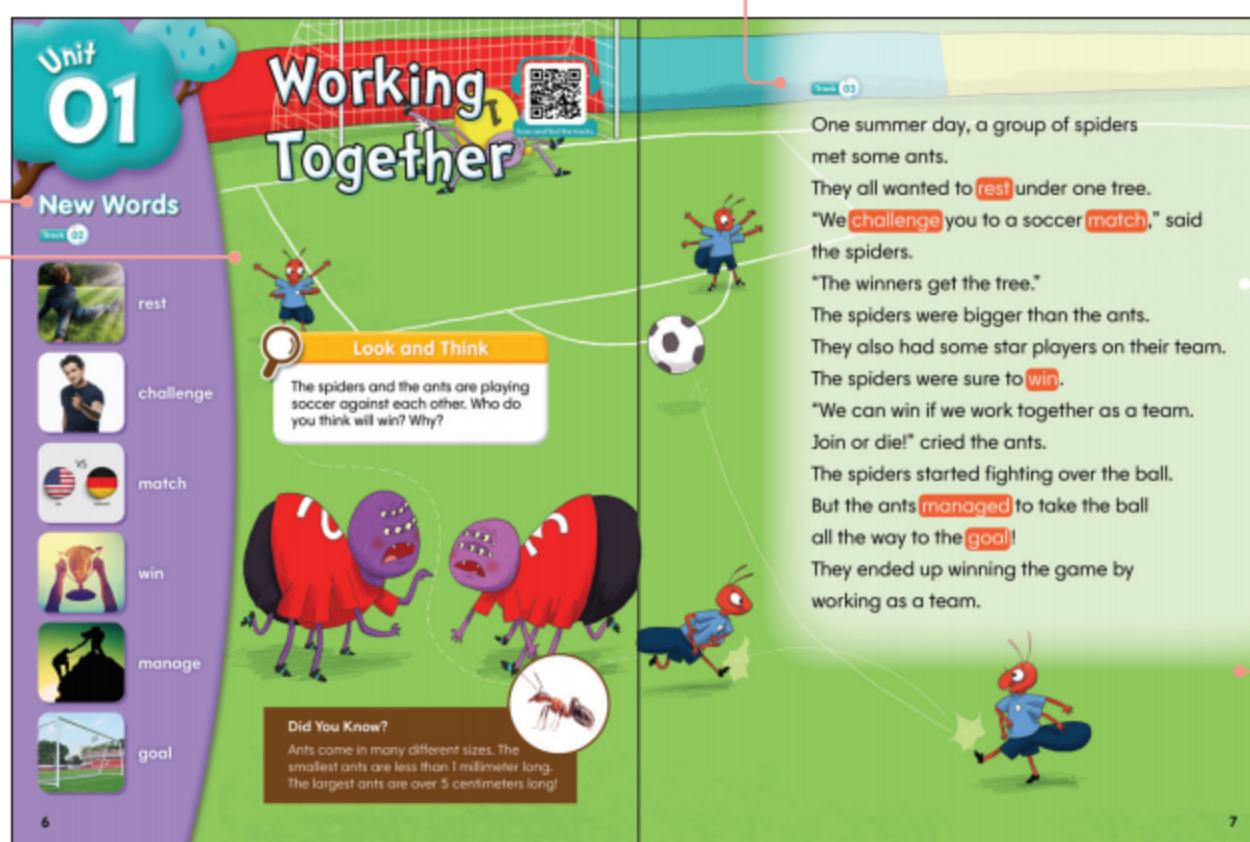 Unit
01
New Words
Track 02
rest
challenge
VS
match
win
manage
goal
6
Working
Together
1
Look and Think
The spiders and the ants are playing
soccer against each other. Who do
you think will win? Why?
Did You Know?
Ants come in many different sizes. The
smallest ants are less than 1 millimeter long.
The largest ants are over 5 centimeters long!
Track 03
One summer day, a group of spiders
met some ants.
They all wanted to rest under one tree.
“We challenge you to a soccer match,” said
the spiders.
“The winners get the tree.”
The spiders were bigger than the ants.
They also had some star players on their team.
The spiders were sure to win.
“We can win if we work together as a team.
Join or die!” cried the ants.
The spiders started fighting over the ball.
But the ants managed to take the ball
all the way to the goal!
They ended up winning the game by
working as a team.
7